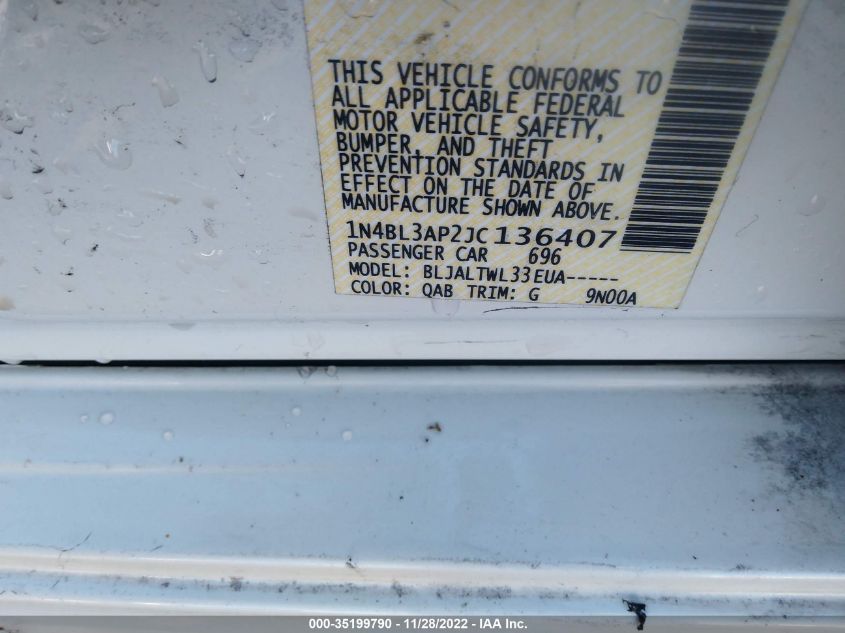 THIS VEHICLE CONFORMS TO
ALL APPLICABLE FEDERAL
MOTOR VEHICLE SAFETY,
BUMPER, AND THEFT
PREVENTION STANDARDS IN
EFFECT ON THE DATE OF
MANUFACTURE SHOWN ABOVE.
1N4BL3AP2JC136407
PASSENGER CAR 696
MODEL: BLJALTWL33EUA-----
COLOR: QAB TRIM: G 9N00A
000-35199790 — 11/28/2022 — IAA Inc.